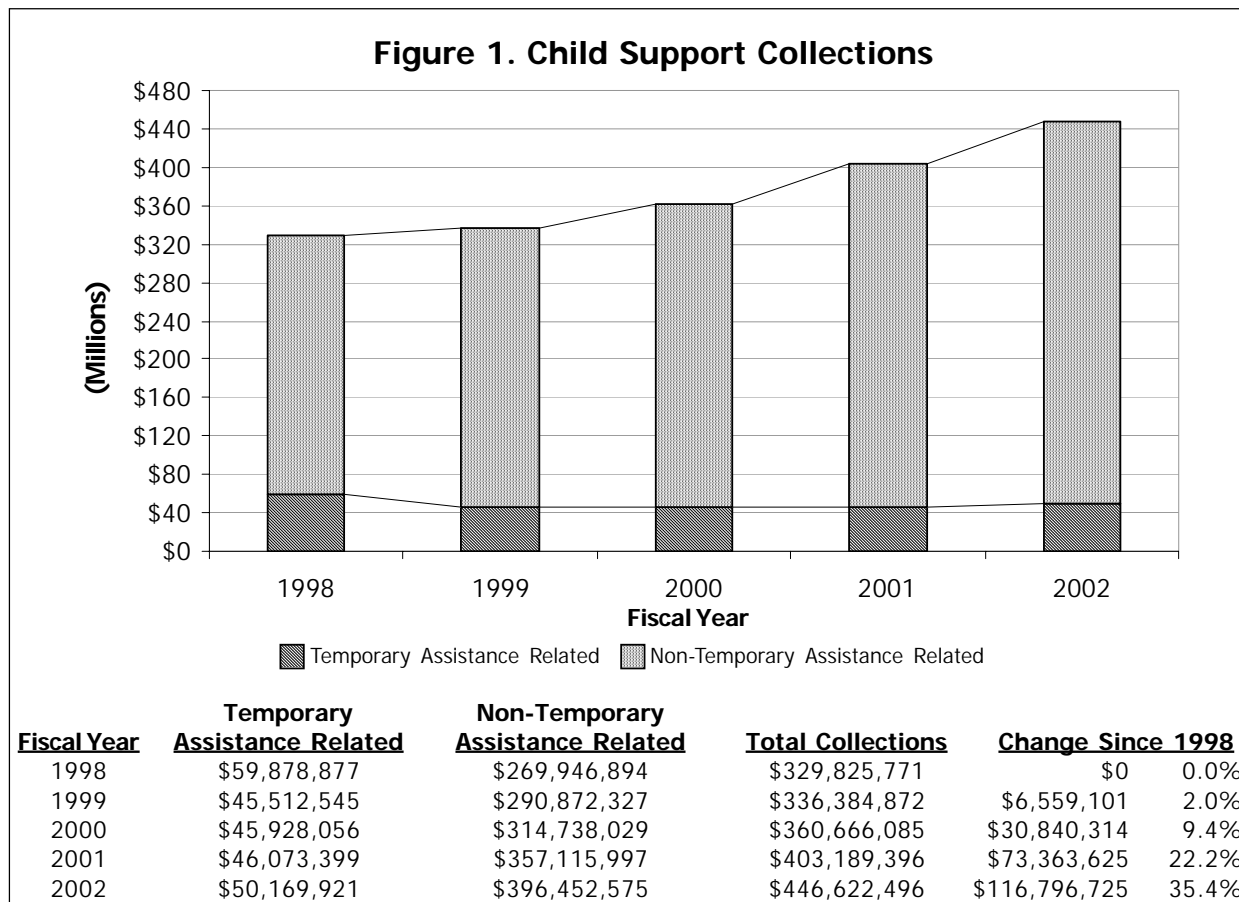 Figure 1. Child Support Collections
$480
$440
$400
$360
$320
$280
$240
$200
$160
$120
$80
$40
$0
(Millions)
1998 1999 2000 2001 2002
Fiscal Year
Temporary Assistance Related Non-Temporary Assistance Related
Temporary Non-Temporary
Fiscal Year Assistance Related Assistance Related Total Collections Change Since 1998
1998 $59,878,877 $269,946,894 $329,825,771 $0 0.0%
1999 $45,512,545 $290,872,327 $336,384,872 $6,559,101 2.0%
2000 $45,928,056 $314,738,029 $360,666,085 $30,840,314 9.4%
2001 $46,073,399 $357,115,997 $403,189,396 $73,363,625 22.2%
2002 $50,169,921 $396,452,575 $446,622,496 $116,796,725 35.4%